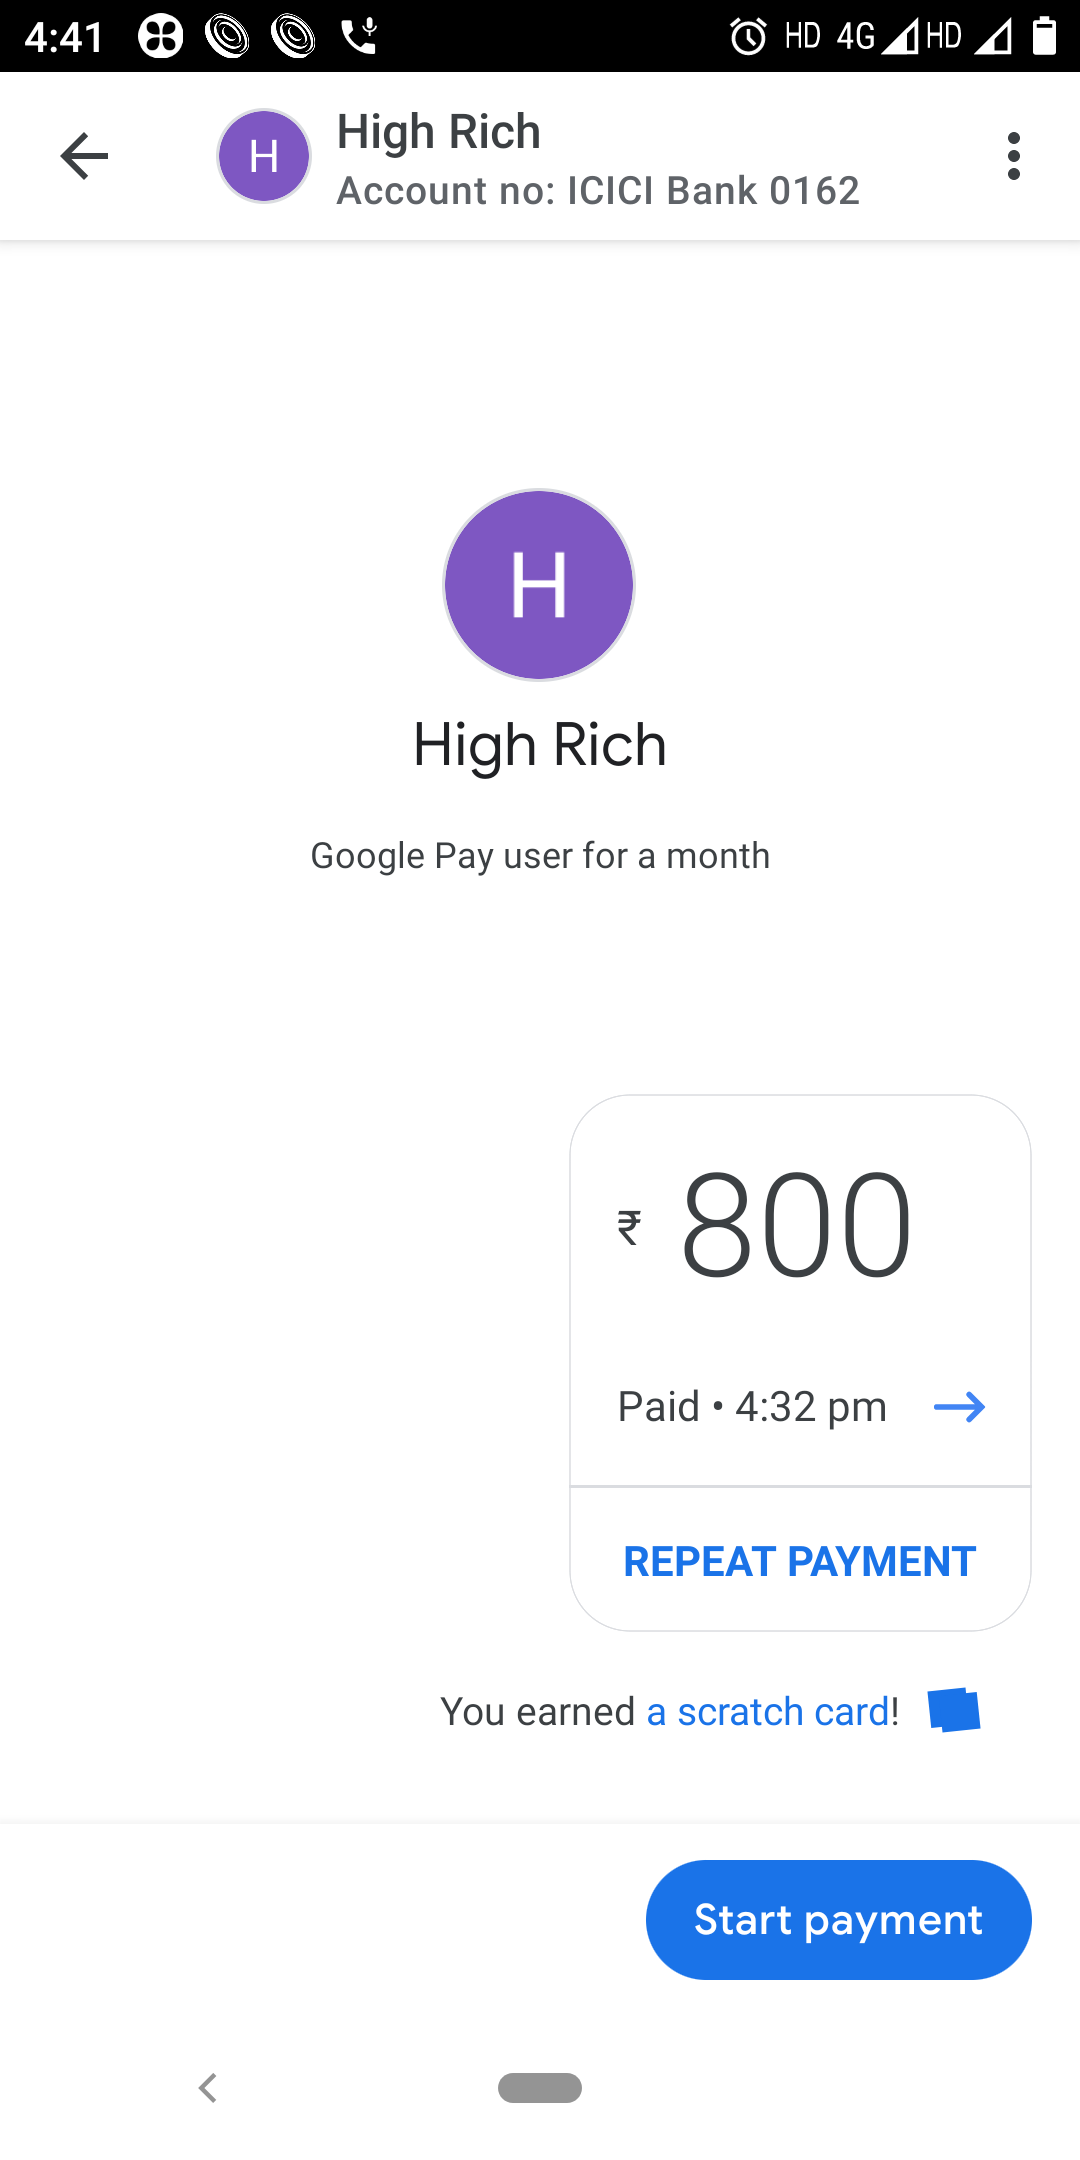 4:41 HD 4G HD
H High Rich
Account no: ICICI Bank 0162
H
High Rich
Google Pay user for a month
₹ 800
Paid • 4:32 pm
REPEAT PAYMENT
You earned a scratch card!
Start payment